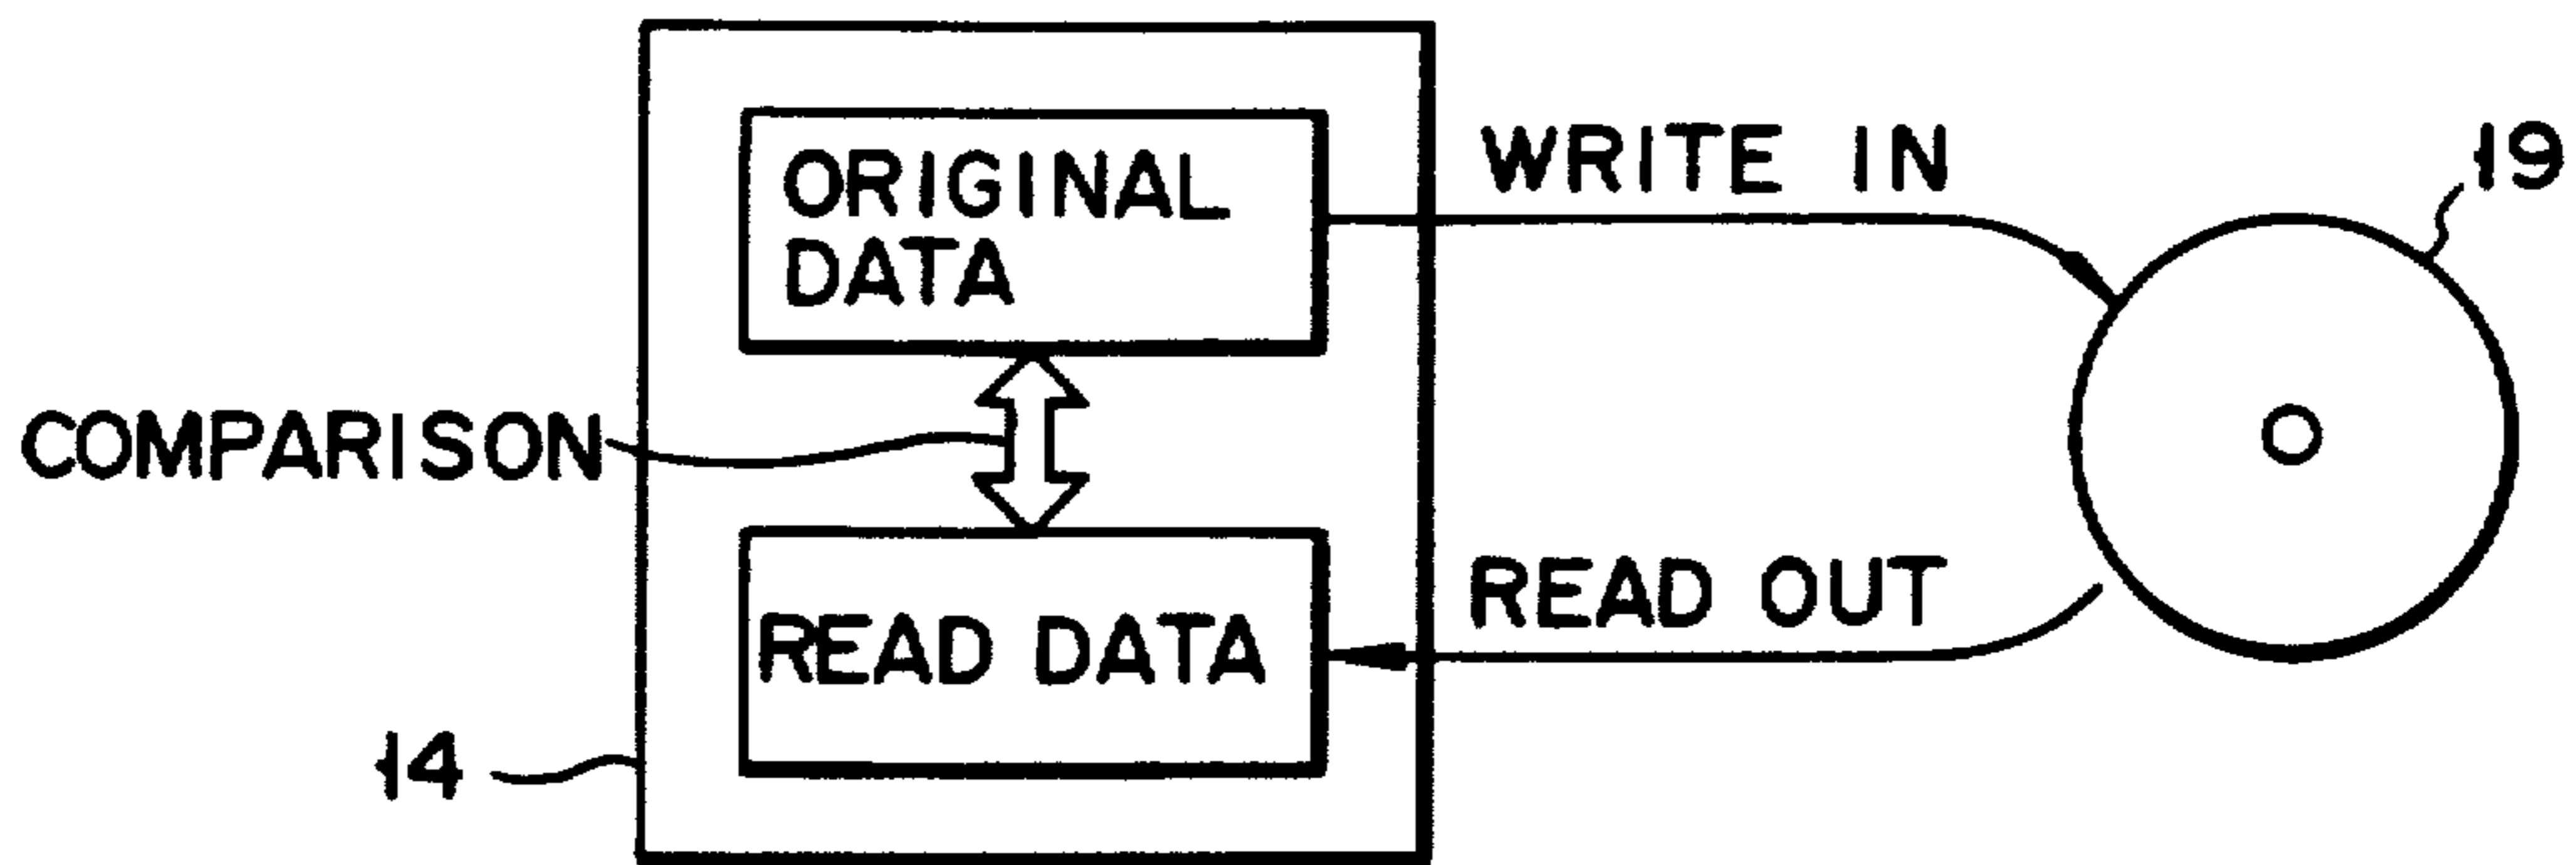 ORIGINAL
DATA
WRITE IN
19
COMPARISON
READ OUT
READ DATA
14